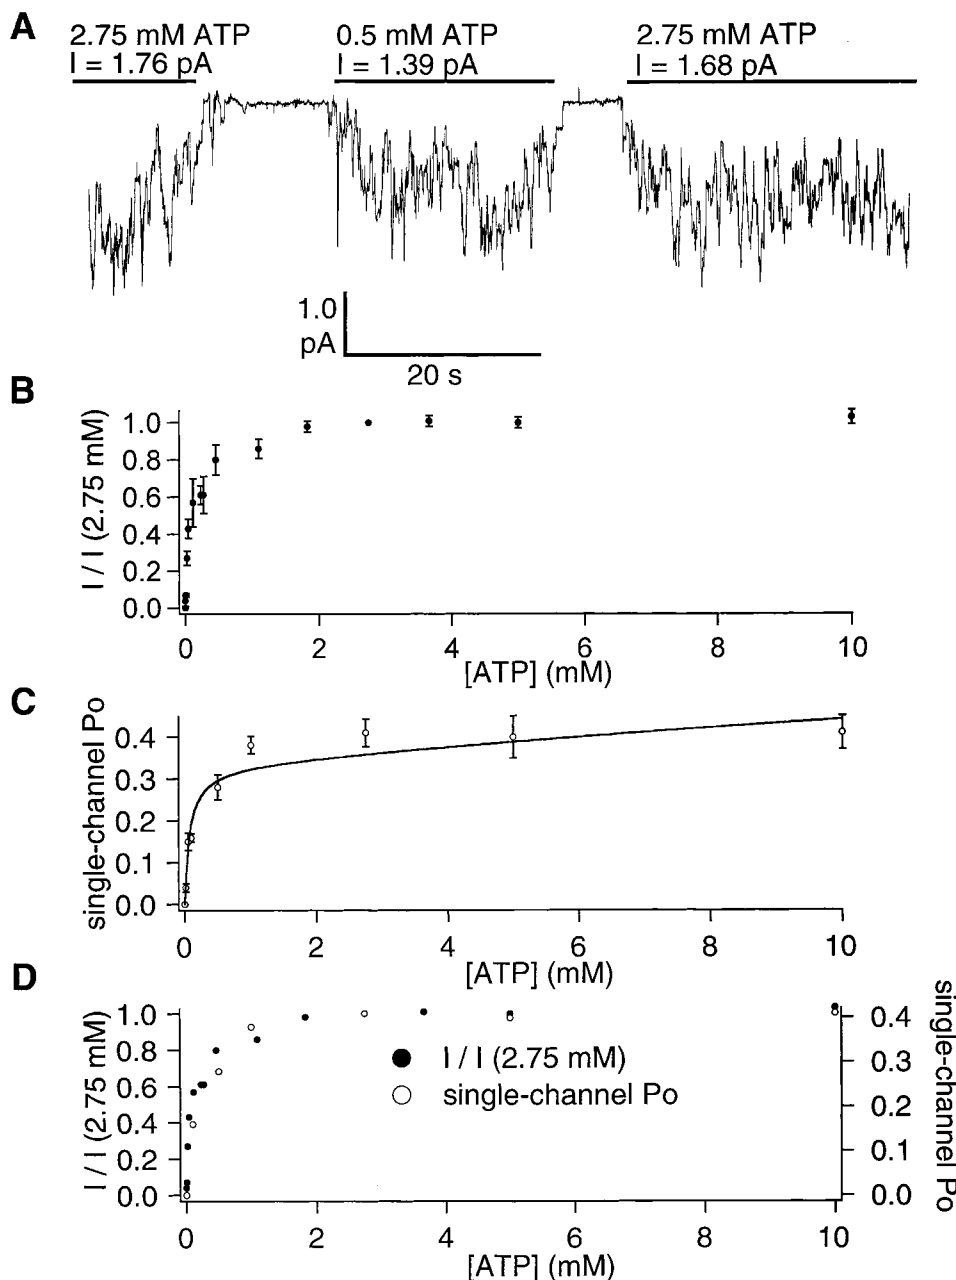 A
2.75 mM ATP
I = 1.76 pA
0.5 mM ATP
I = 1.39 pA
2.75 mM ATP
I = 1.68 pA
1.0
pA
20 s
B
I / I (2.75 mM)
1.0
0.8
0.6
0.4
0.2
0.0
0 2 4 6 8 10
[ATP] (mM)
C
single-channel Po
0.4
0.3
0.2
0.1
0.0
0 2 4 6 8 10
[ATP] (mM)
D
I / I (2.75 mM)
1.0
0.8
0.6
0.4
0.2
0.0
I / I (2.75 mM)
single-channel Po
0.4
0.3
0.2
0.1
0.0
single-channel Po
0 2 4 6 8 10
[ATP] (mM)